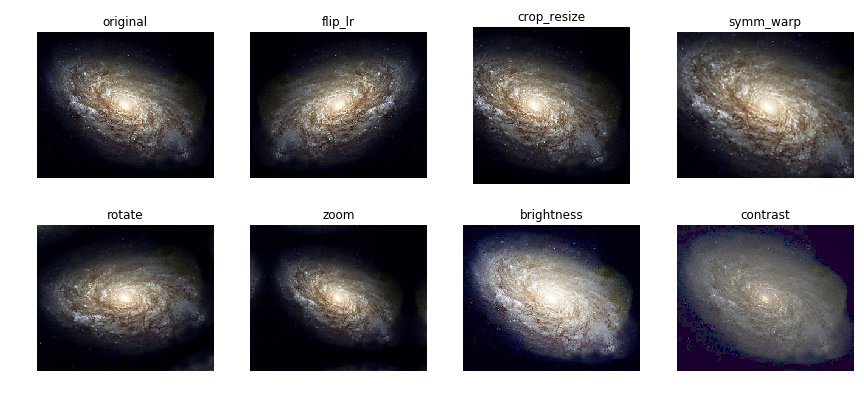 original
flip_lr
crop_resize
symm_warp
rotate
zoom
brightness
contrast